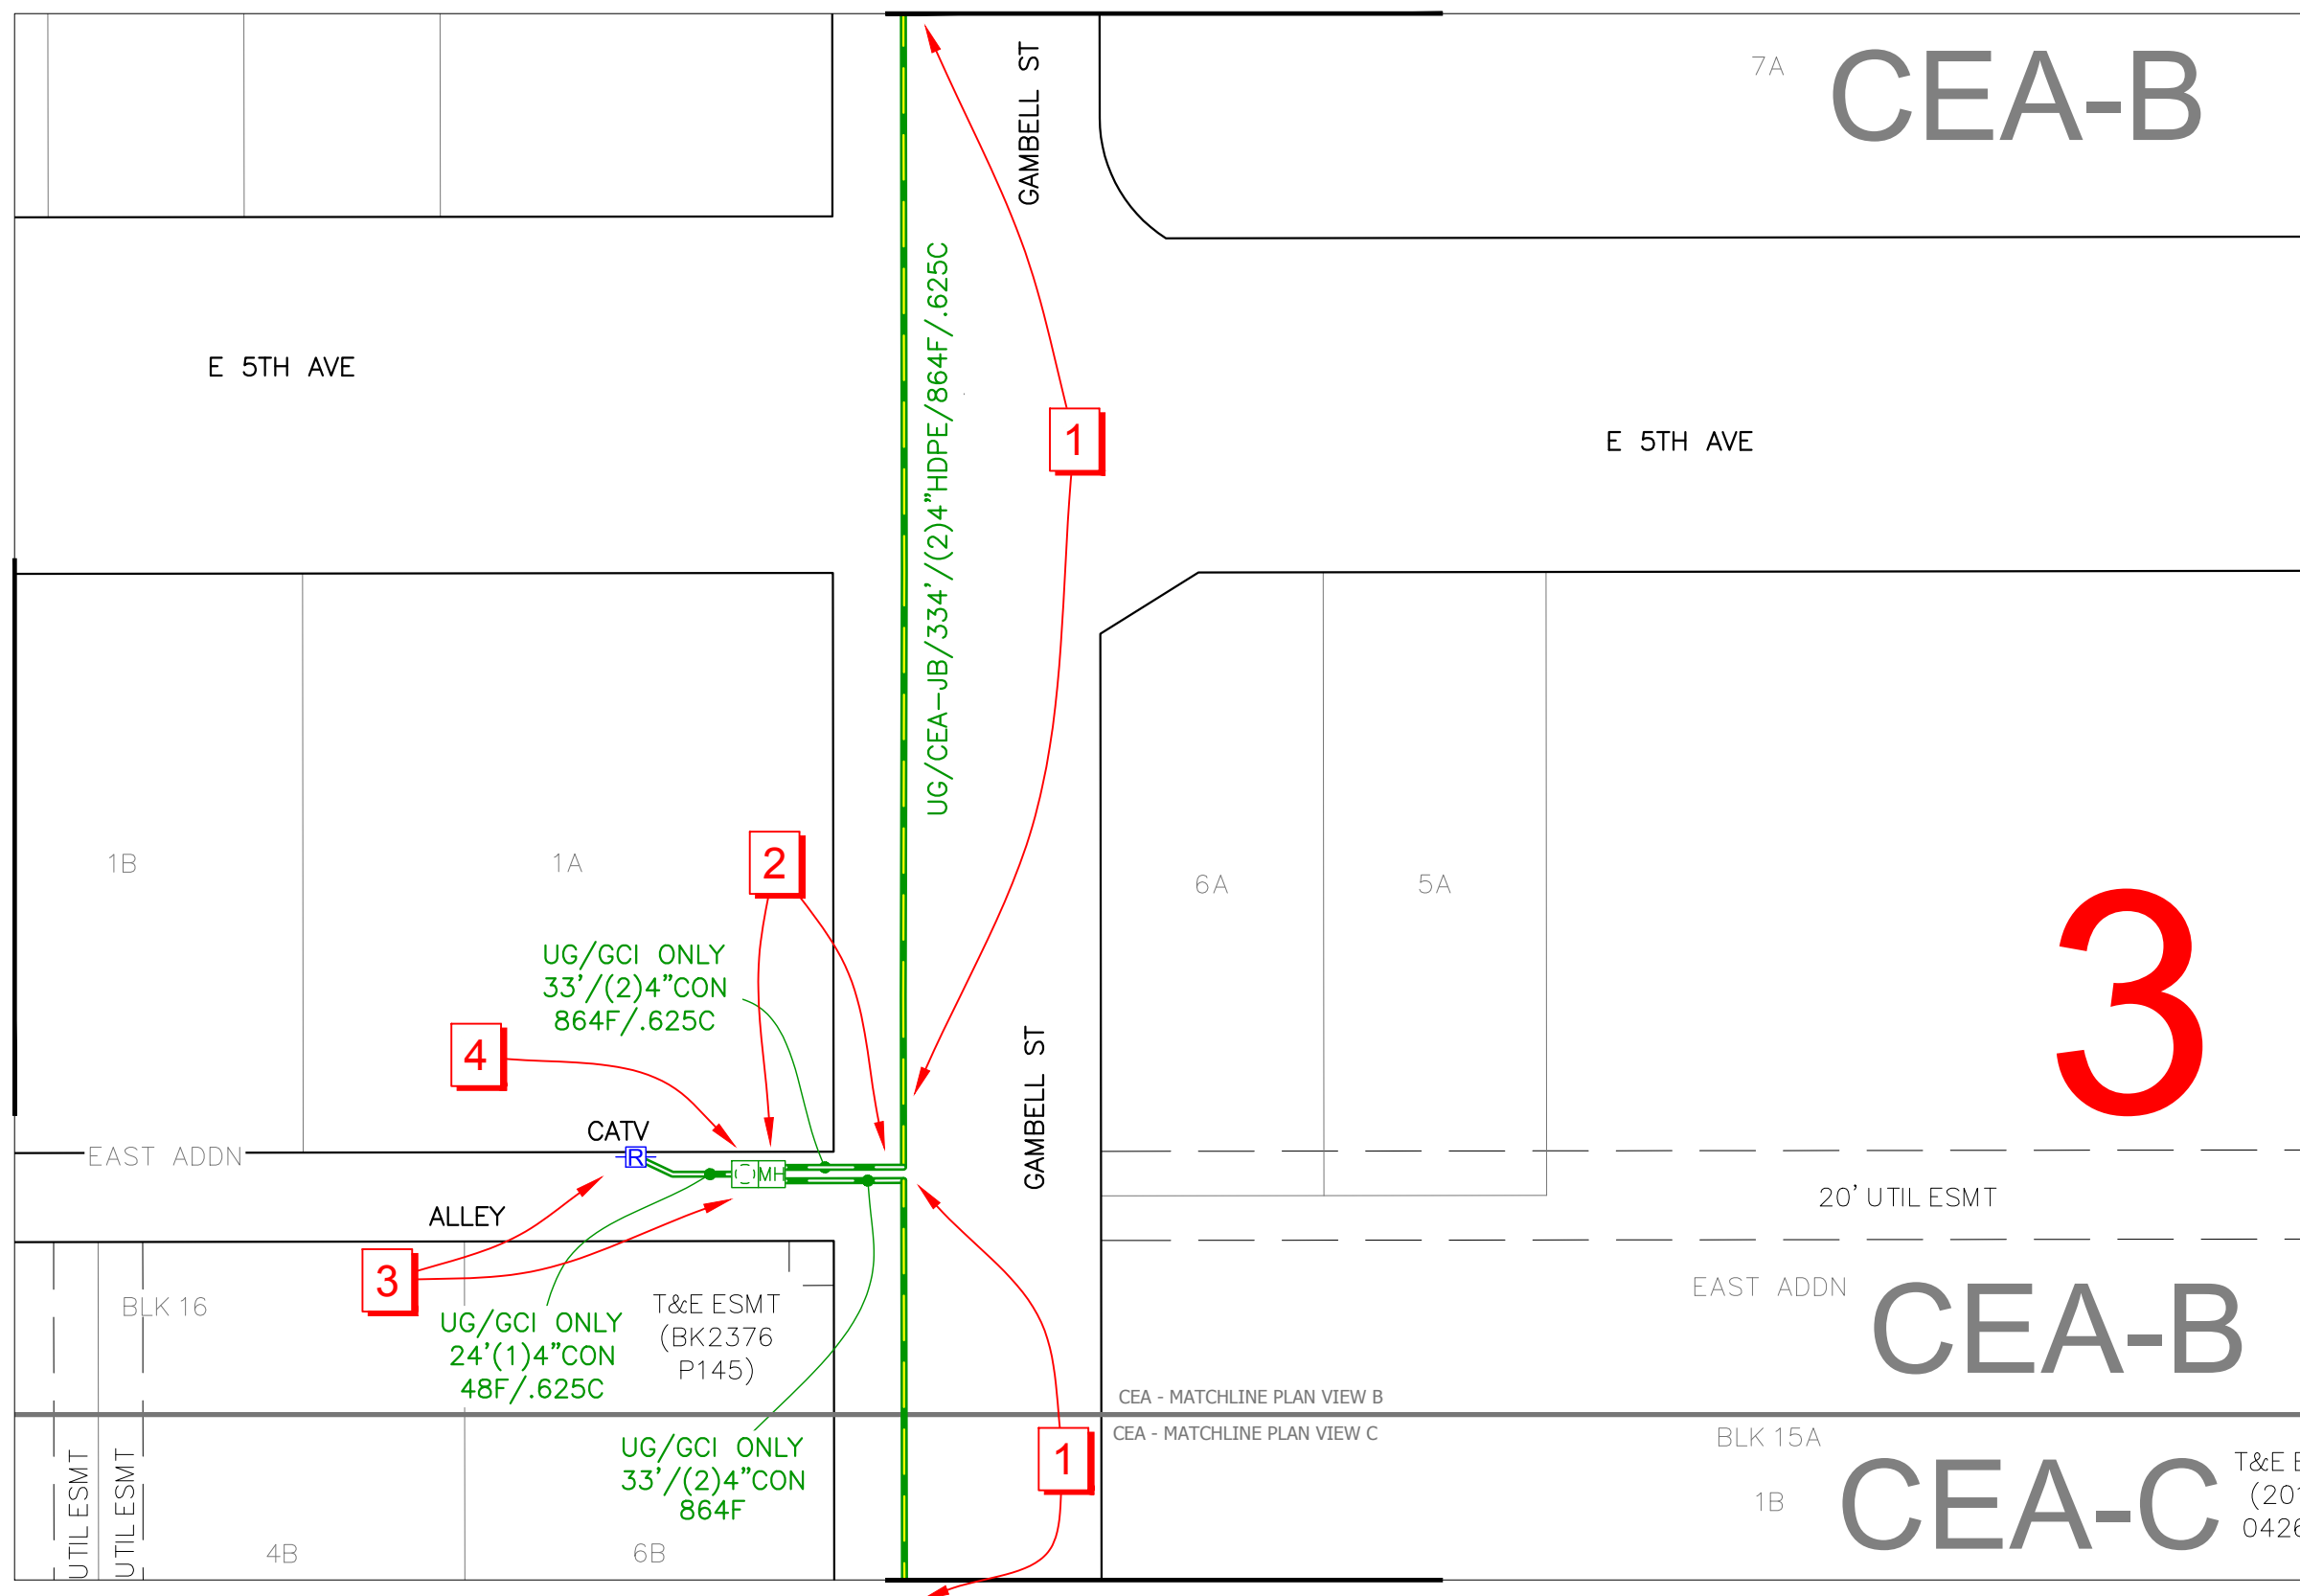 7A
CEA-B
GAMBELL ST
E 5TH AVE
UG/CEA-JB/334'/(2)4"HDPE/864F/.625C
1
E 5TH AVE
1B
1A
2
6A
5A
3
UG/GCI ONLY
33'/(2)4"CON
864F/.625C
4
GAMBELL ST
CATV
EAST ADDN
R
MH
ALLEY
20' UTIL ESMT
3
BLK 16
UG/GCI ONLY
24'(1)4"CON
48F/.625C
T&E ESMT
(BK2376
P145)
EAST ADDN
CEA-B
CEA - MATCHLINE PLAN VIEW B
CEA - MATCHLINE PLAN VIEW C
UG/GCI ONLY
33'/(2)4"CON
864F
1
BLK 15A
1B
CEA-C
T&E
(201
0426
UTIL ESMT
UTIL ESMT
4B
6B